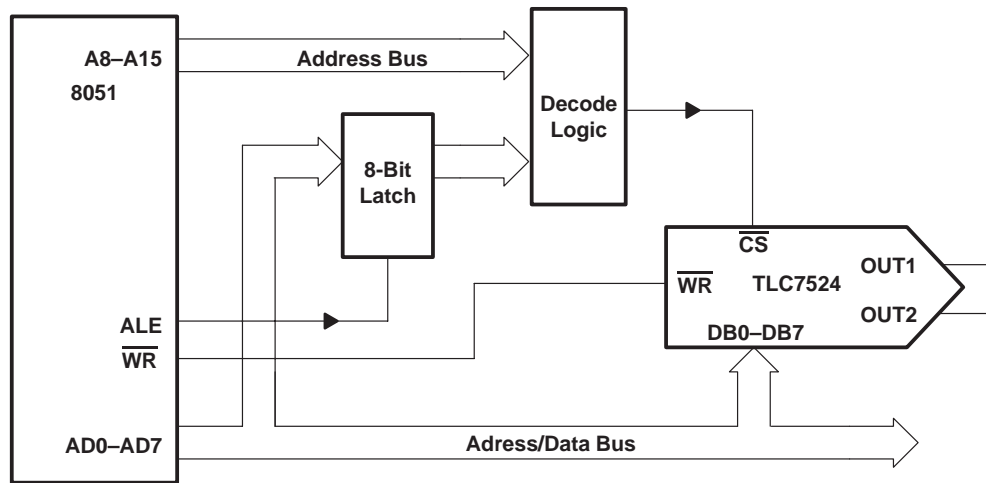 A8–A15
8051
Address Bus
Decode
Logic
8-Bit
Latch
CS
WR
TLC7524
OUT1
OUT2
DB0–DB7
ALE
WR
AD0–AD7
Adress/Data Bus